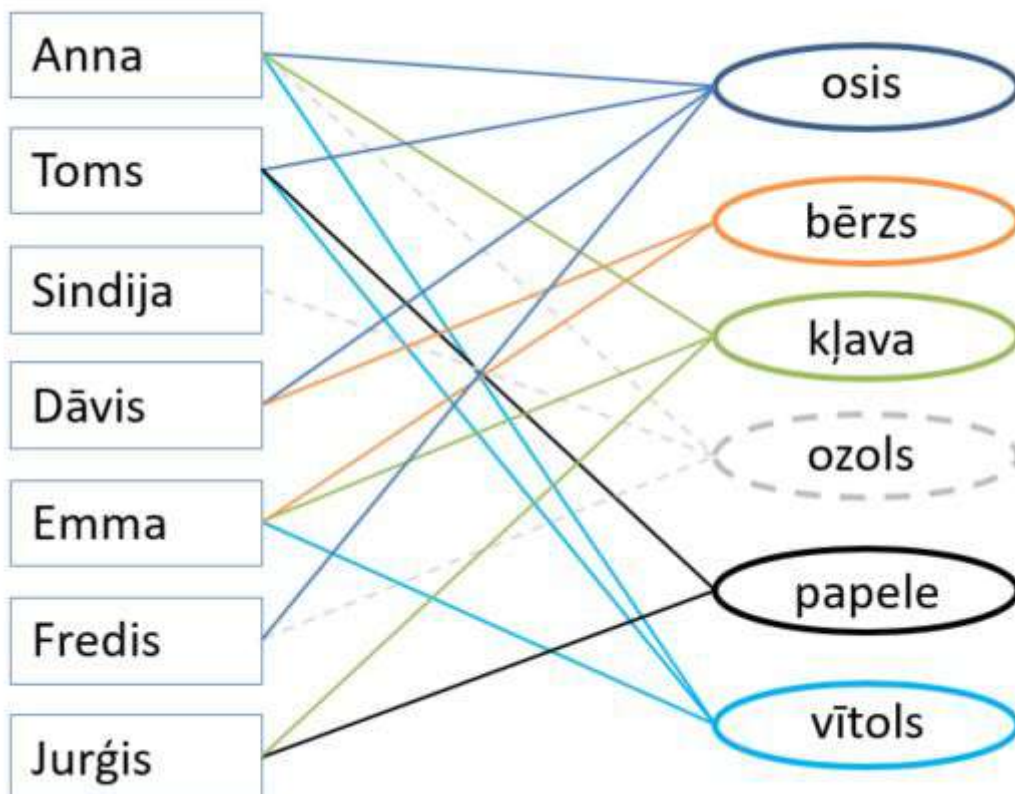 Anna
Toms
Sindija
Dāvis
Emma
Fredis
Jurģis
osis
bērzs
kļava
ozols
papele
vītols